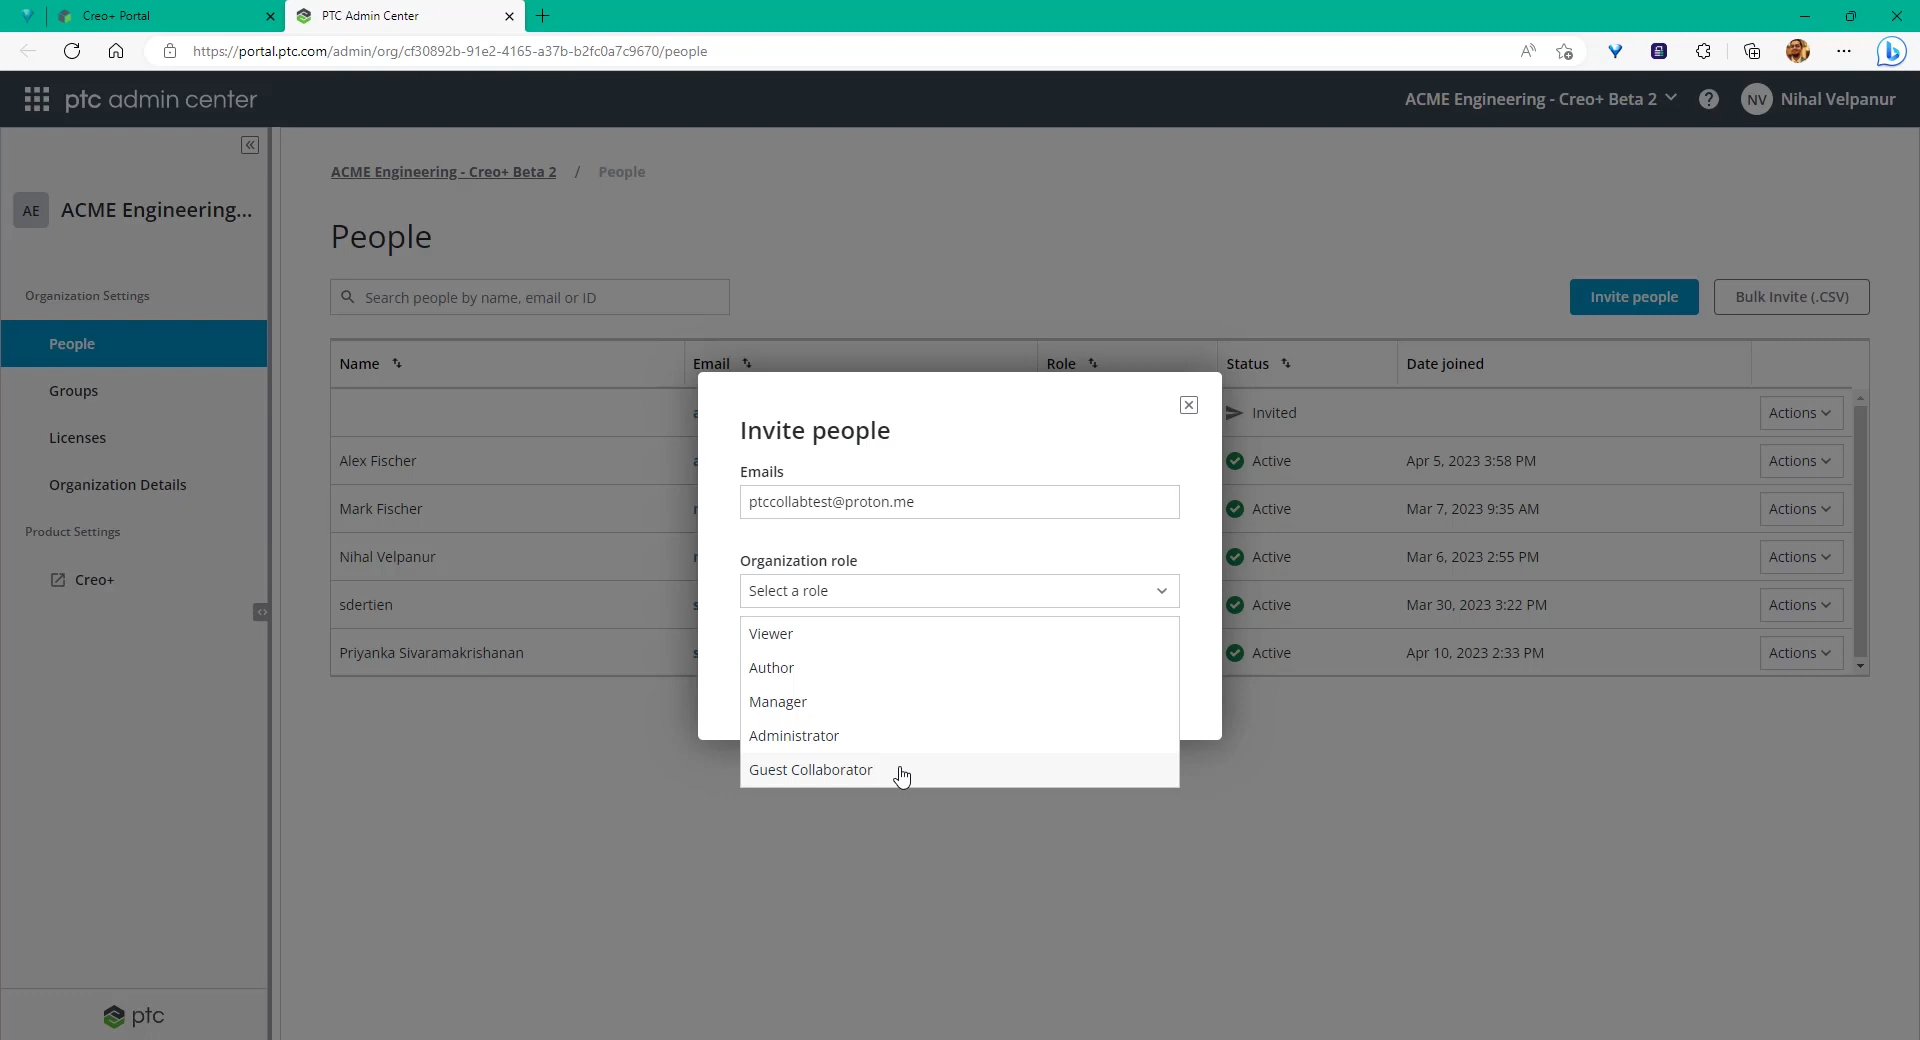 Creo+ Portal
PTC Admin Center
https://portal.ptc.com/admin/org/cf30892b-91e2-4165-a37b-b2fc0a7c9670/people
ptc admin center
ACME Engineering - Creo+ Beta 2
NV
Nihal Velpanur
AE
ACME Engineering...
Organization Settings
People
Groups
Licenses
Organization Details
Product Settings
Creo+
ptc
ACME Engineering - Creo+ Beta 2 / People
People
Search people by name, email or ID
Invite people
Bulk Invite (.CSV)
Name
Email
Role
Status
Date joined
Invited
Actions
Alex Fischer
Active
Apr 5, 2023 3:58 PM
Actions
Mark Fischer
Active
Mar 7, 2023 9:35 AM
Actions
Nihal Velpanur
Active
Mar 6, 2023 2:55 PM
Actions
sdertien
Active
Mar 30, 2023 3:22 PM
Actions
Priyanka Sivaramakrishanan
Active
Apr 10, 2023 2:33 PM
Actions
Invite people
Emails
ptccollabtest@proton.me
Organization role
Select a role
Viewer
Author
Manager
Administrator
Guest Collaborator